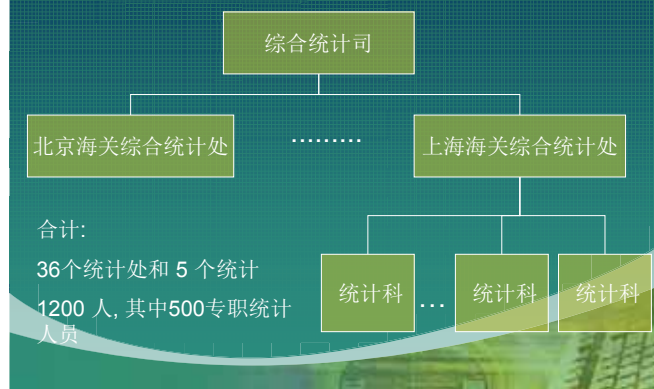 综合统计司
北京海关综合统计处 ……… 上海海关综合统计处
合计:
36个统计处和 5 个统计
1200 人, 其中500专职统计
人员
统计科 … 统计科 统计科